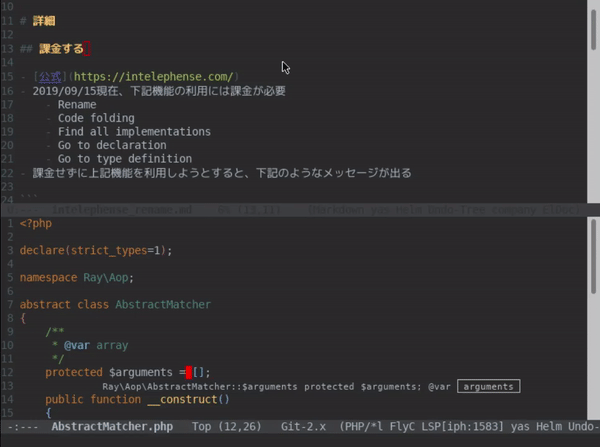 10
11 # 詳細
12
13 ## 課金する
14
15 - [公式](https://intelephense.com/)
16 - 2019/09/15現在、下記機能の利用には課金が必要
17     - Rename
18     - Code folding
19     - Find all implementations
20     - Go to declaration
21     - Go to type definition
22 - 課金せずに上記機能を利用しようとすると、下記のようなメッセージが出る
23
24 ```
intelephense_rename.md
1 <?php
2
3 declare(strict_types=1);
4
5 namespace Ray\Aop;
6
7 abstract class AbstractMatcher
8 {
9     /**
10      * @var array
11      */
12     protected $arguments = [];
13 Ray\Aop\AbstractMatcher::$arguments protected $arguments; @var arguments
14     public function __construct()
15     {
-:--- AbstractMatcher.php Top (12,26) Git-2.x (PHP/*l FlyC LSP[iph:1583] yas Helm Undo-